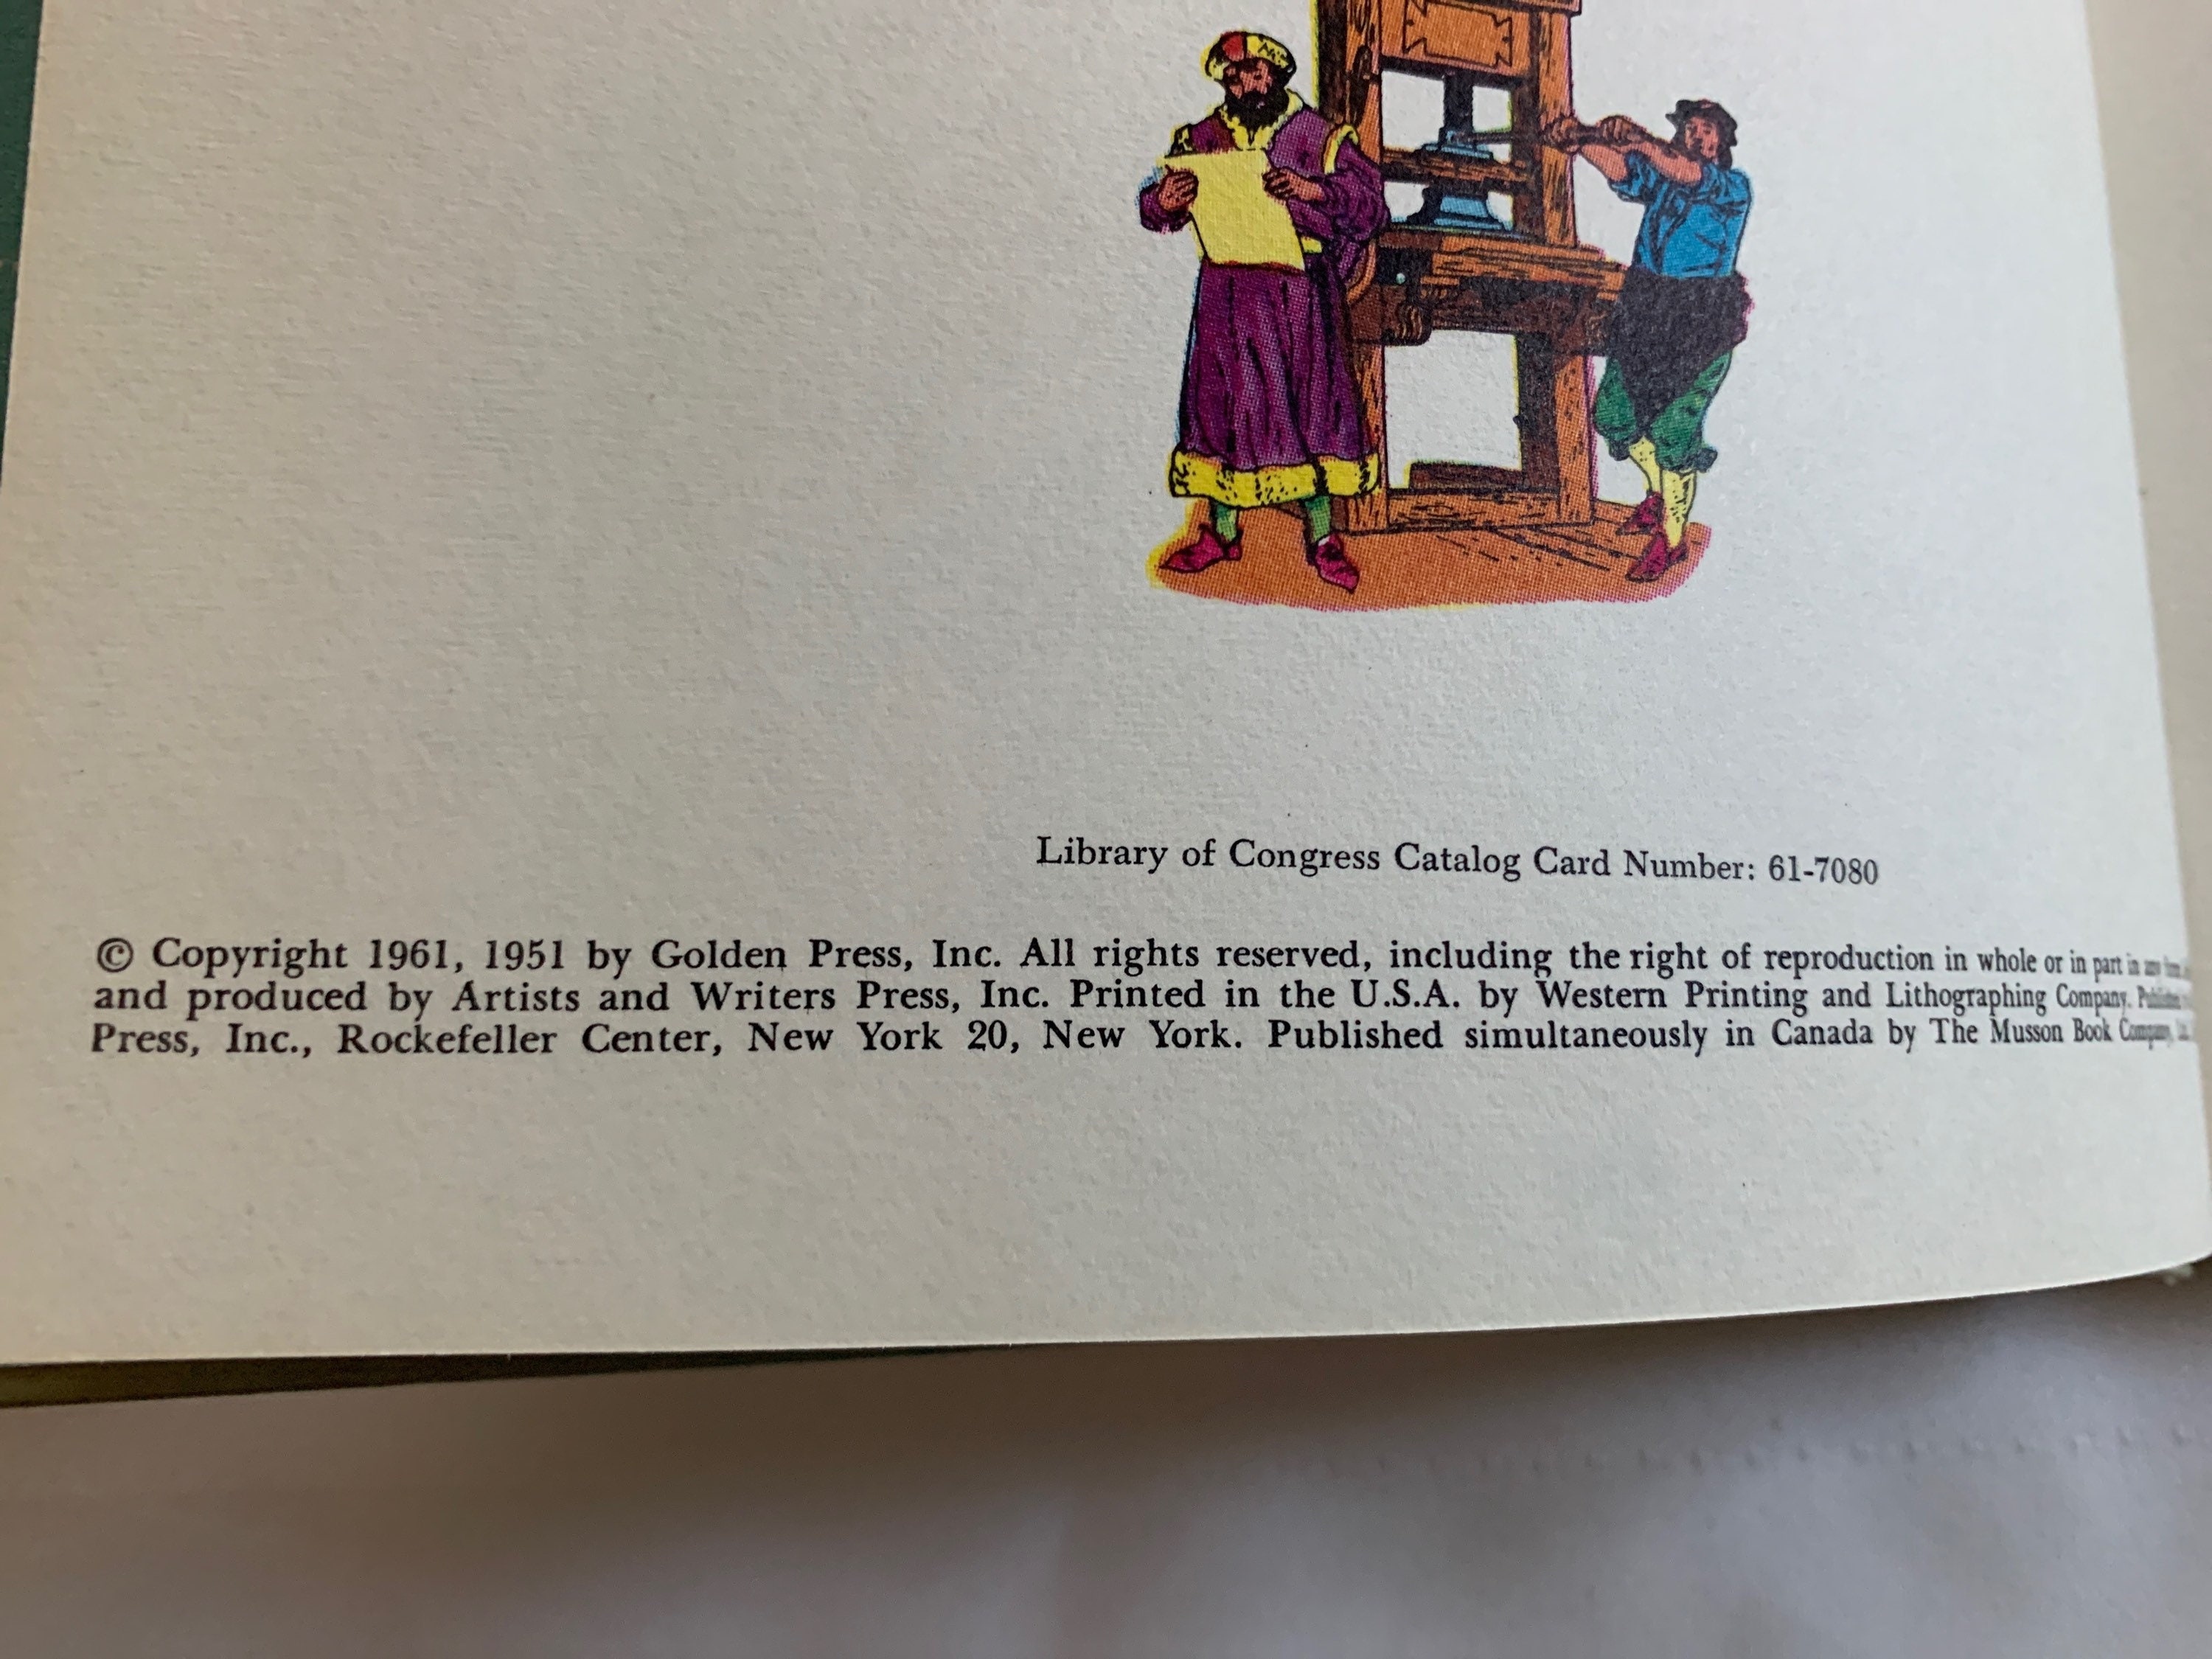 Library of Congress Catalog Card Number: 61-7080
© Copyright 1961, 1951 by Golden Press, Inc. All rights reserved, including the right of reproduction in whole or in part in any
and produced by Artists and Writers Press, Inc. Printed in the U.S.A. by Western Printing and Lithographing Company.
Press, Inc., Rockefeller Center, New York 20, New York. Published simultaneously in Canada by The Musson Book Company,